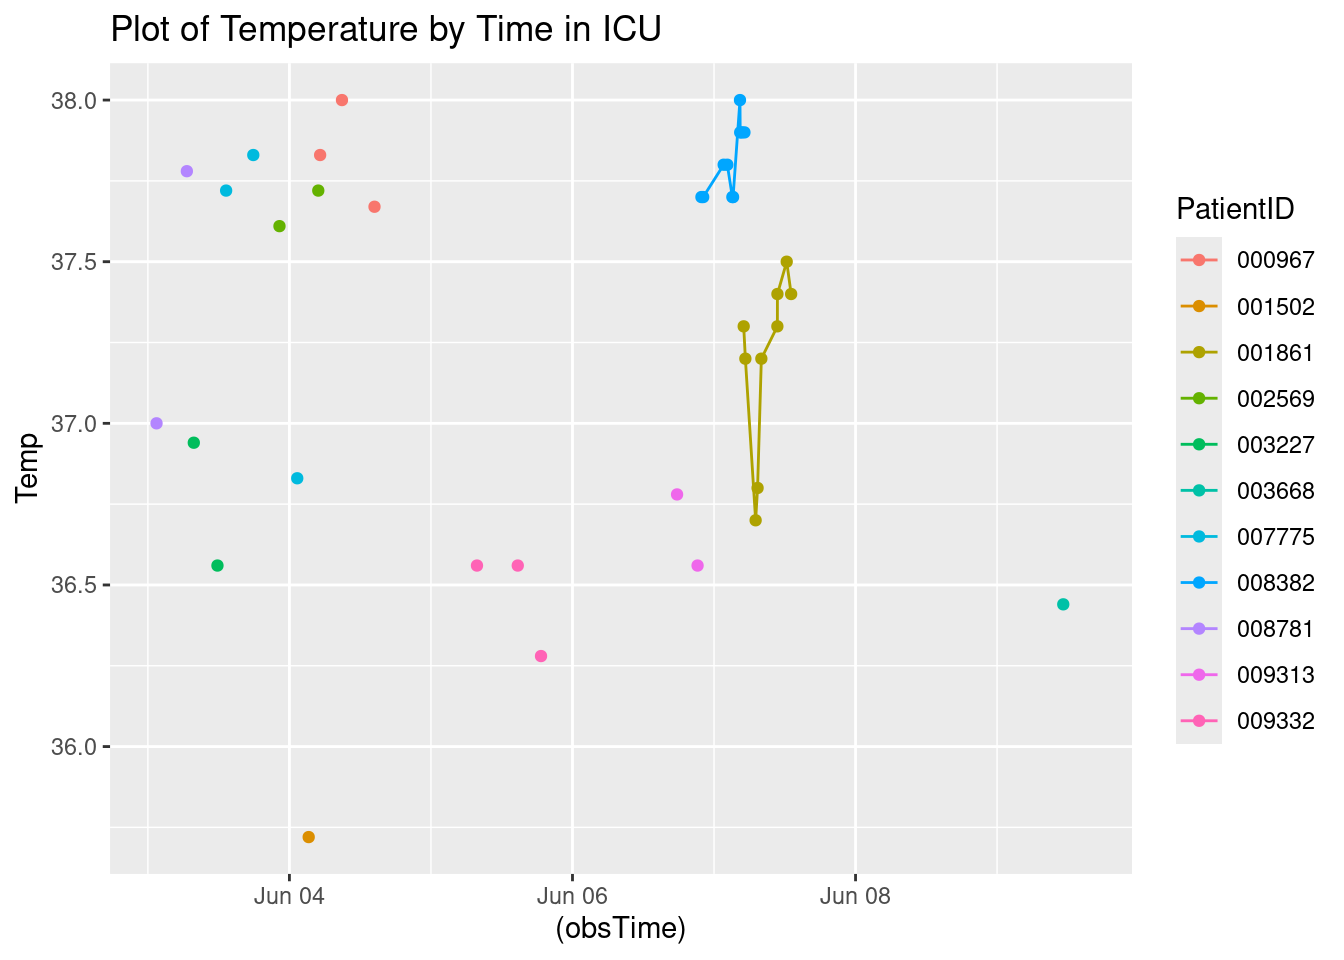 Plot of Temperature by Time in ICU
Temp
38.0
37.5
37.0
36.5
36.0
Jun 04
Jun 06
Jun 08
(obsTime)
PatientID
000967
001502
001861
002569
003227
003668
007775
008382
008781
009313
009332